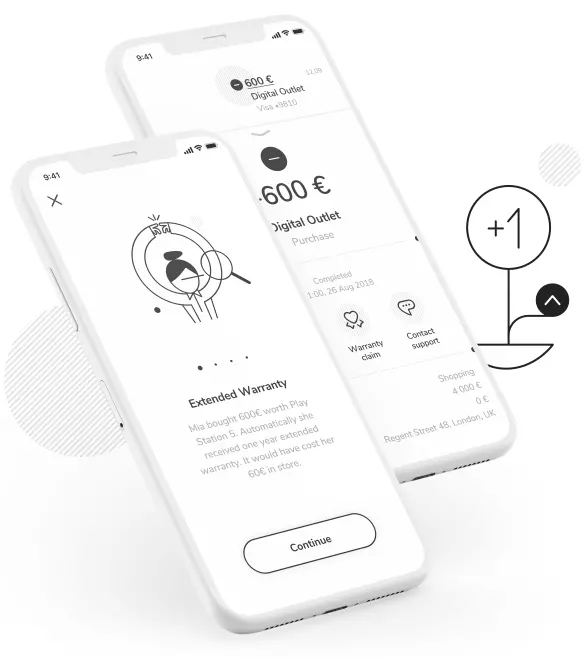 9:41
600 €
12:09
Digital Outlet
Visa •9810
-600 €
Digital Outlet
Purchase
Completed
1:00, 26 Aug 2018
Warranty
claim
Contact
support
Shopping
4 000 €
0 €
Regent Street 48, London, UK
+1
9:41
Extended Warranty
Mia bought 600€ worth Play
Station 5. Automatically she
received one year extended
warranty. It would have cost her
60€ in store.
Continue